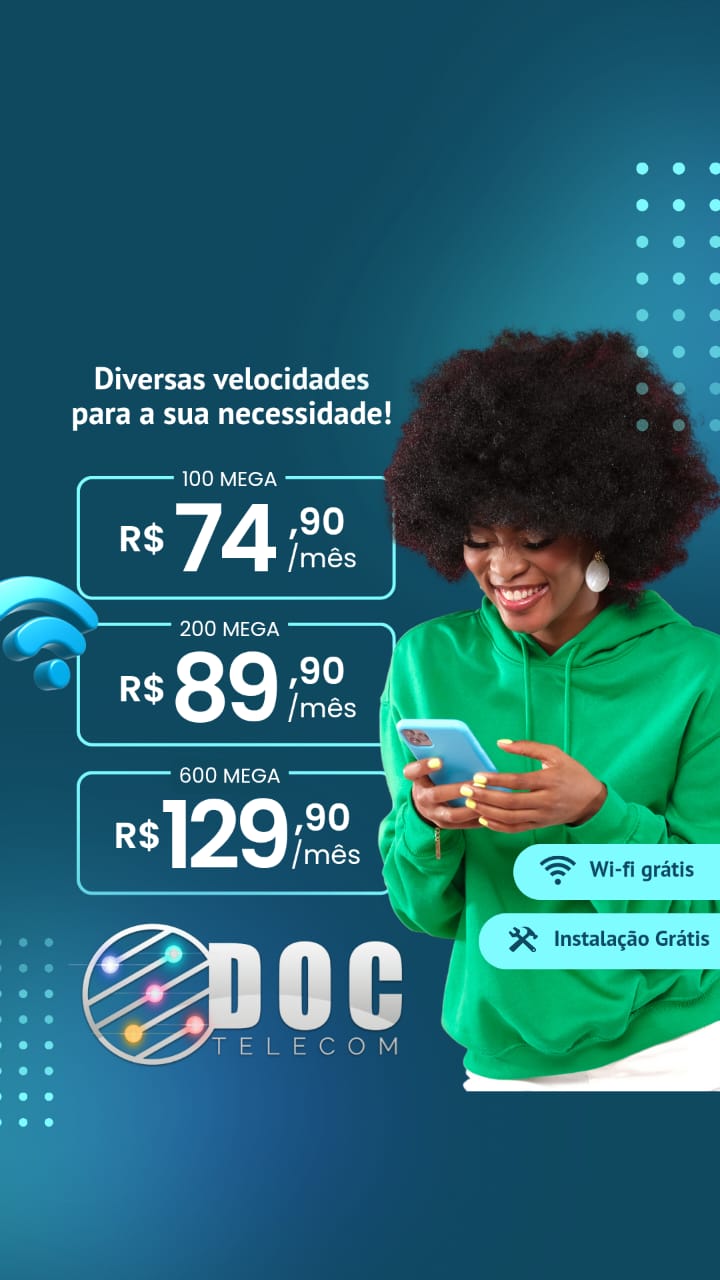 Diversas velocidades
para a sua necessidade!
100 MEGA
R$ 74,90
/mês
200 MEGA
R$ 89,90
/mês
600 MEGA
R$ 129,90
/mês
Wi-fi grátis
Instalação Grátis
DOC
TELECOM